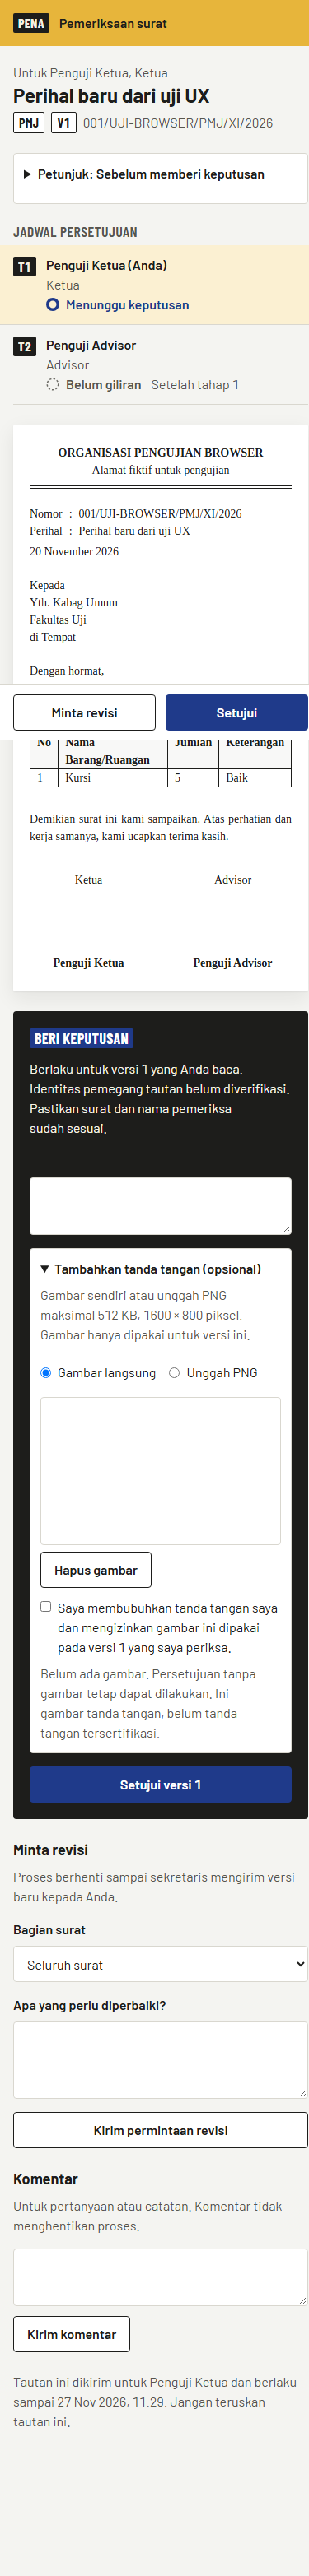 PENA Pemeriksaan surat
Untuk Penguji Ketua, Ketua
Perihal baru dari uji UX
PMJ V1 001/UJI-BROWSER/PMJ/XI/2026
Petunjuk: Sebelum memberi keputusan
JADWAL PERSETUJUAN
T1 Penguji Ketua (Anda)
Ketua
Menunggu keputusan
T2 Penguji Advisor
Advisor
Belum giliran Setelah tahap 1
ORGANISASI PENGUJIAN BROWSER
Alamat fiktif untuk pengujian
Nomor : 001/UJI-BROWSER/PMJ/XI/2026
Perihal : Perihal baru dari uji UX
20 November 2026
Kepada
Yth. Kabag Umum
Fakultas Uji
di Tempat
Dengan hormat,
Minta revisi Setujui
No Nama Jumlah Keterangan
Barang/Ruangan
1 Kursi 5 Baik
Demikian surat ini kami sampaikan. Atas perhatian dan
kerja samanya, kami ucapkan terima kasih.
Ketua Advisor
Penguji Ketua Penguji Advisor
BERI KEPUTUSAN
Berlaku untuk versi 1 yang Anda baca.
Identitas pemegang tautan belum diverifikasi.
Pastikan surat dan nama pemeriksa
sudah sesuai.
Tambahkan tanda tangan (opsional)
Gambar sendiri atau unggah PNG
maksimal 512 KB, 1600 × 800 piksel.
Gambar hanya dipakai untuk versi ini.
Gambar langsung Unggah PNG
Hapus gambar
Saya membubuhkan tanda tangan saya
dan mengizinkan gambar ini dipakai
pada versi 1 yang saya periksa.
Belum ada gambar. Persetujuan tanpa
gambar tetap dapat dilakukan. Ini
gambar tanda tangan, belum tanda
tangan tersertifikasi.
Setujui versi 1
Minta revisi
Proses berhenti sampai sekretaris mengirim versi
baru kepada Anda.
Bagian surat
Seluruh surat
Apa yang perlu diperbaiki?
Kirim permintaan revisi
Komentar
Untuk pertanyaan atau catatan. Komentar tidak
menghentikan proses.
Kirim komentar
Tautan ini dikirim untuk Penguji Ketua dan berlaku
sampai 27 Nov 2026, 11.29. Jangan teruskan
tautan ini.